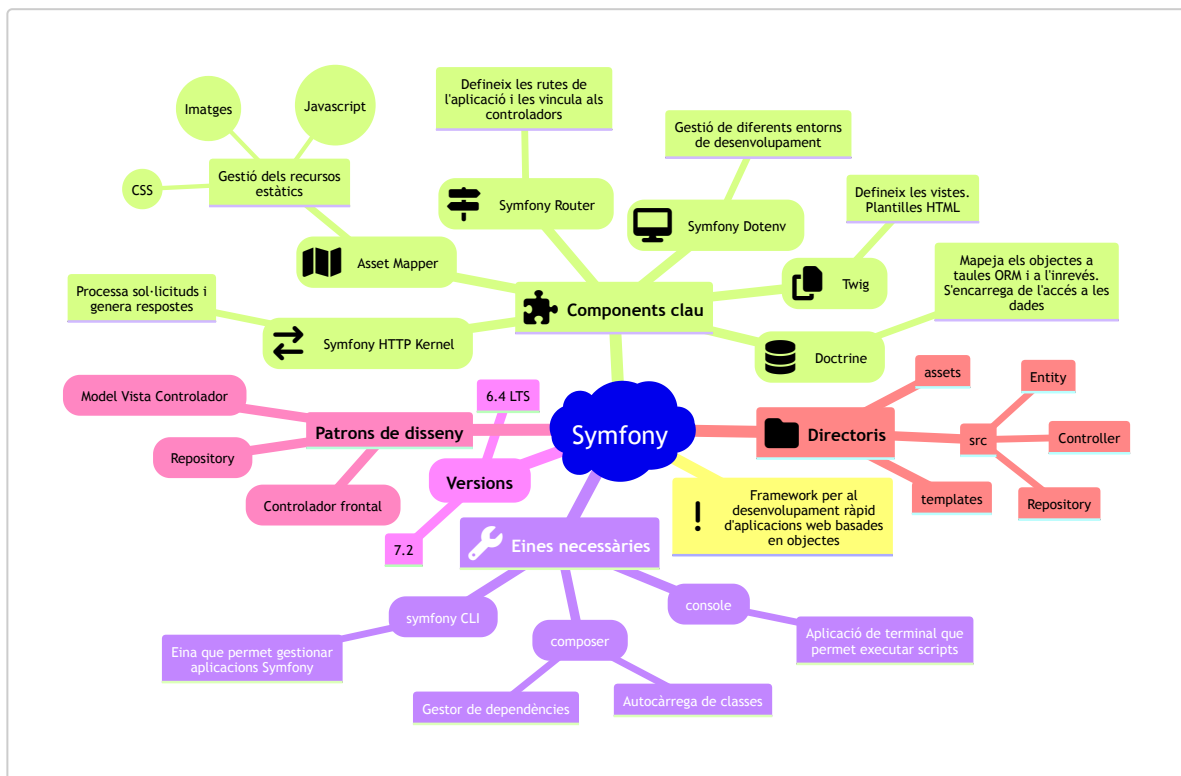 Defineix les rutes de
l'aplicació i les vincula als
controladors
Imatges
Javascript
Gestió de diferents entorns
de desenvolupament
CSS
Gestió dels recursos
estàtics
Symfony Router
Symfony Dotenv
Defineix les vistes.
Plantilles HTML
Asset Mapper
Twig
Mapeja els objectes a
taules ORM i a l'inrevés.
S'encarrega de l'accés a les
dades
Processa sol·licituds i
genera respostes
Components clau
Symfony HTTP Kernel
Doctrine
assets
Entity
Model Vista Controlador
6.4 LTS
Patrons de disseny
Symfony
Directoris
src
Controller
Repository
Versions
Controlador frontal
templates
Repository
Framework per al
desenvolupament ràpid
d'aplicacions web basades
en objectes
7.2
Eines necessàries
symfony CLI
console
composer
Eina que permet gestionar
aplicacions Symfony
Aplicació de terminal que
permet executar scripts
Gestor de dependències
Autocàrrega de classes